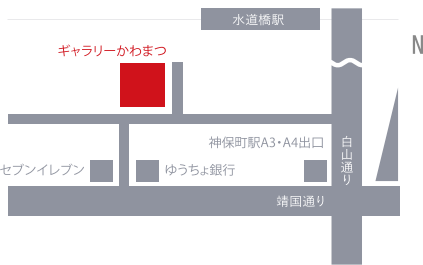 水道橋駅
N
ギャラリーかわまつ
神保町駅A3・A4出口
白山通り
セブンイレブン
ゆうちょ銀行
靖国通り